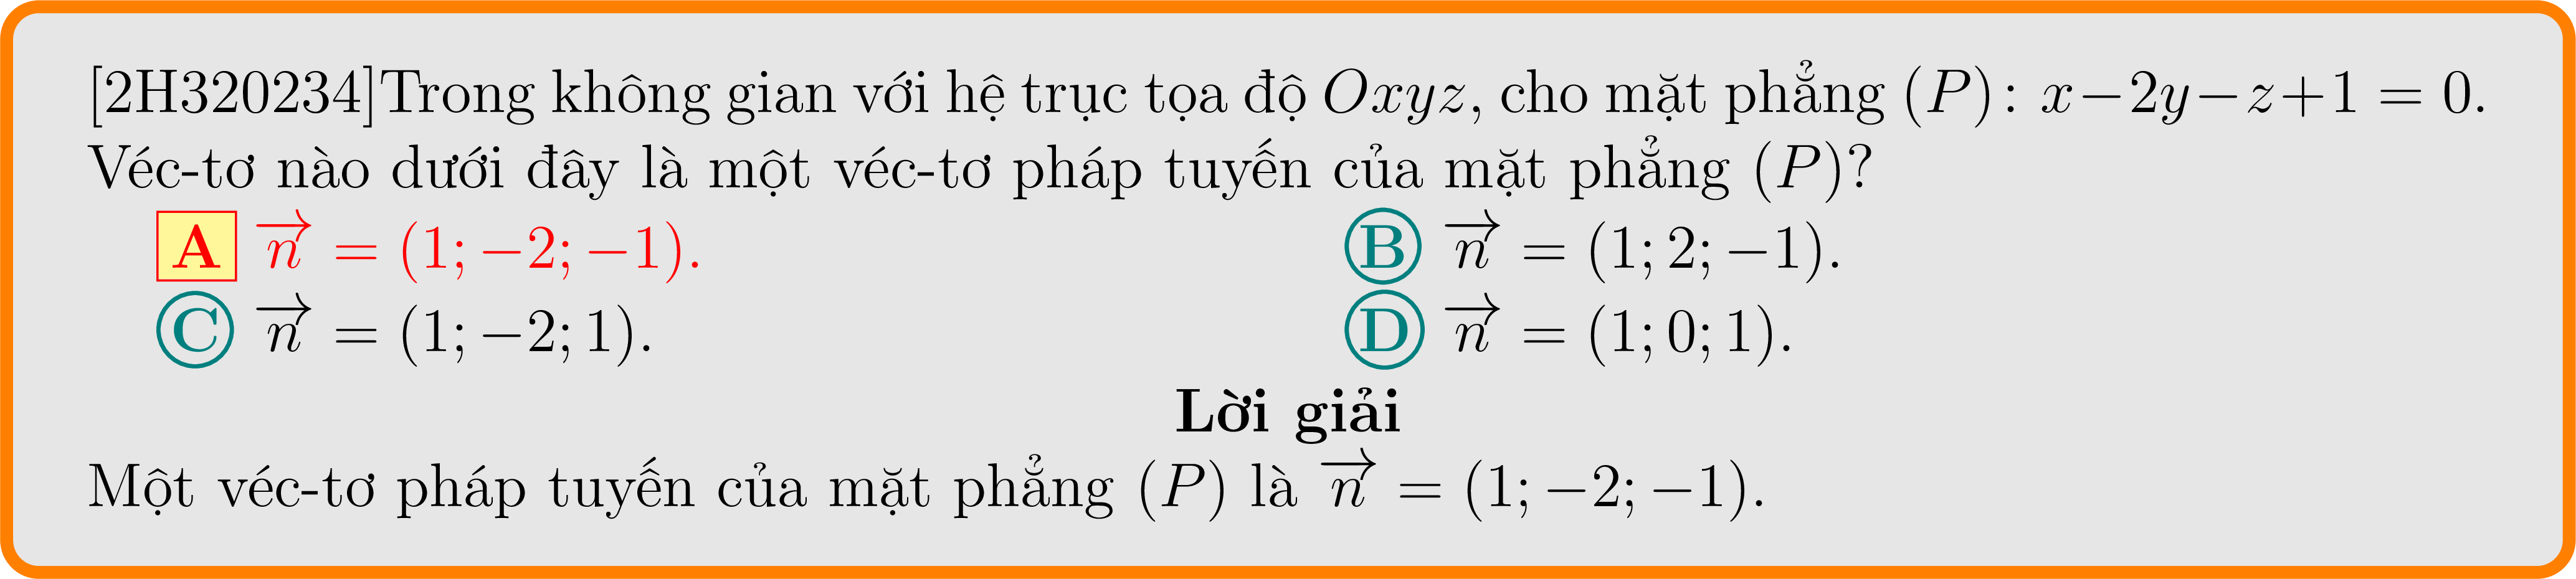 [2H320234]Trong không gian với hệ trục tọa độ Oxyz, cho mặt phẳng (P): x−2y−z+1 = 0.
Véc-tơ nào dưới đây là một véc-tơ pháp tuyến của mặt phẳng (P)?
A $\overrightarrow{n}$ = (1; −2; −1). B $\overrightarrow{n}$ = (1; 2; −1).
C $\overrightarrow{n}$ = (1; −2; 1). D $\overrightarrow{n}$ = (1; 0; 1).
Lời giải
Một véc-tơ pháp tuyến của mặt phẳng (P) là $\overrightarrow{n}$ = (1; −2; −1).